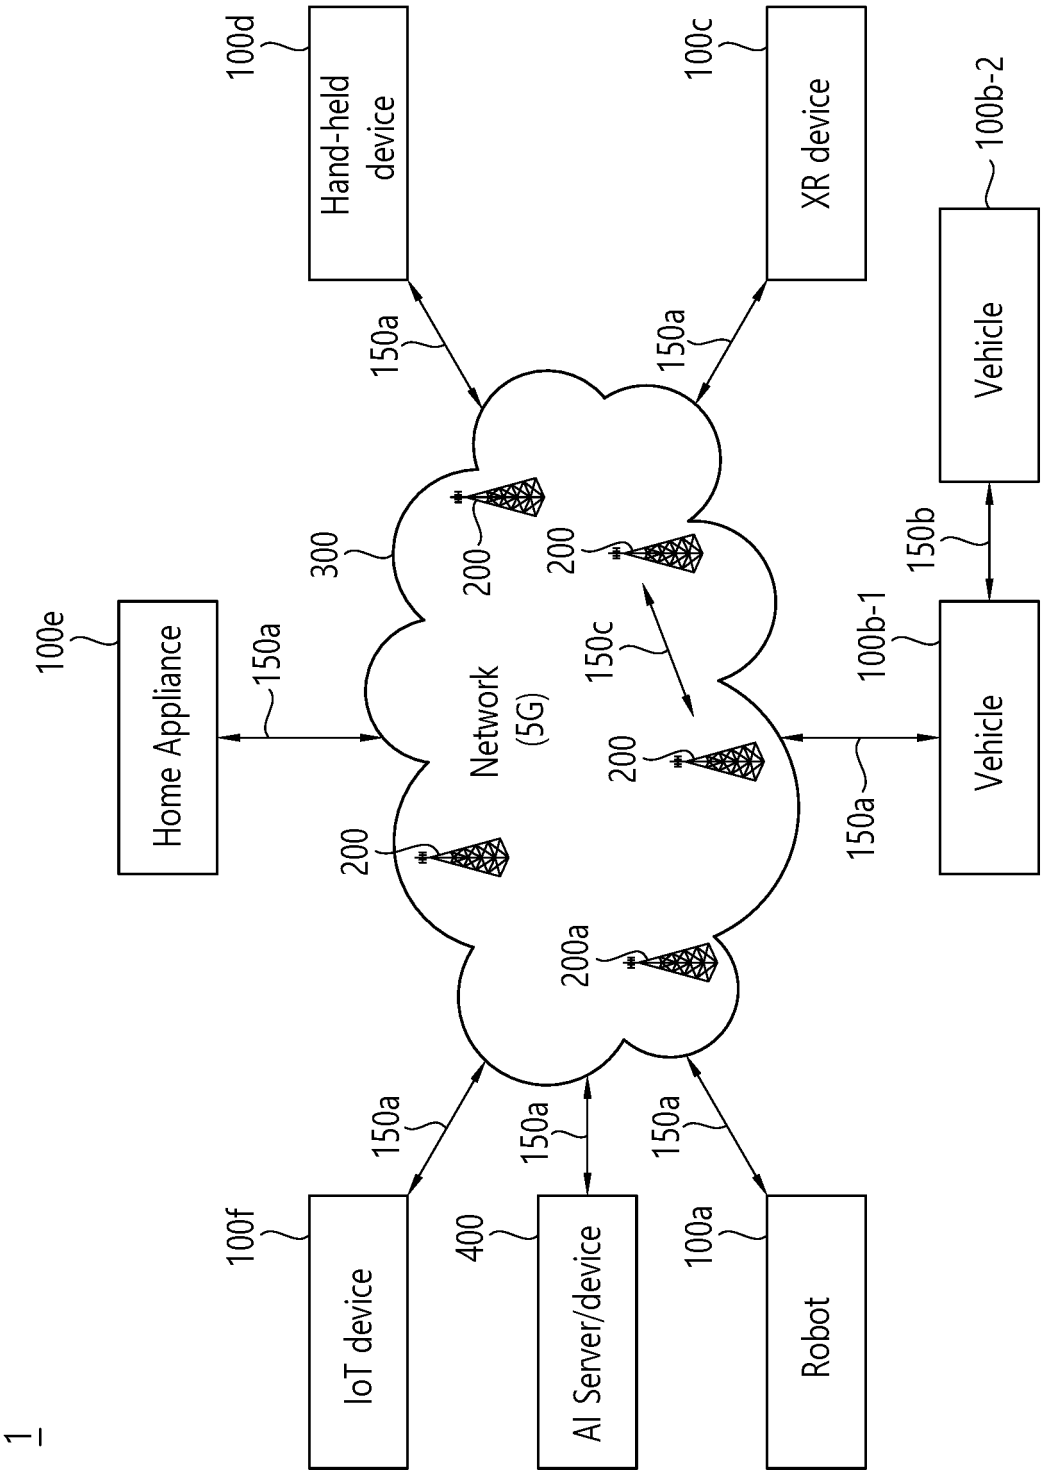 1
100e
Home Appliance
150a
100f
IoT device
150a
300
200
Network
(5G)
200
100d
Hand-held
device
150a
400
AI Server/device
150a
200a
200
150c
200
100a
Robot
150a
150a
100c
XR device
150a
100b-1
Vehicle
150b
100b-2
Vehicle